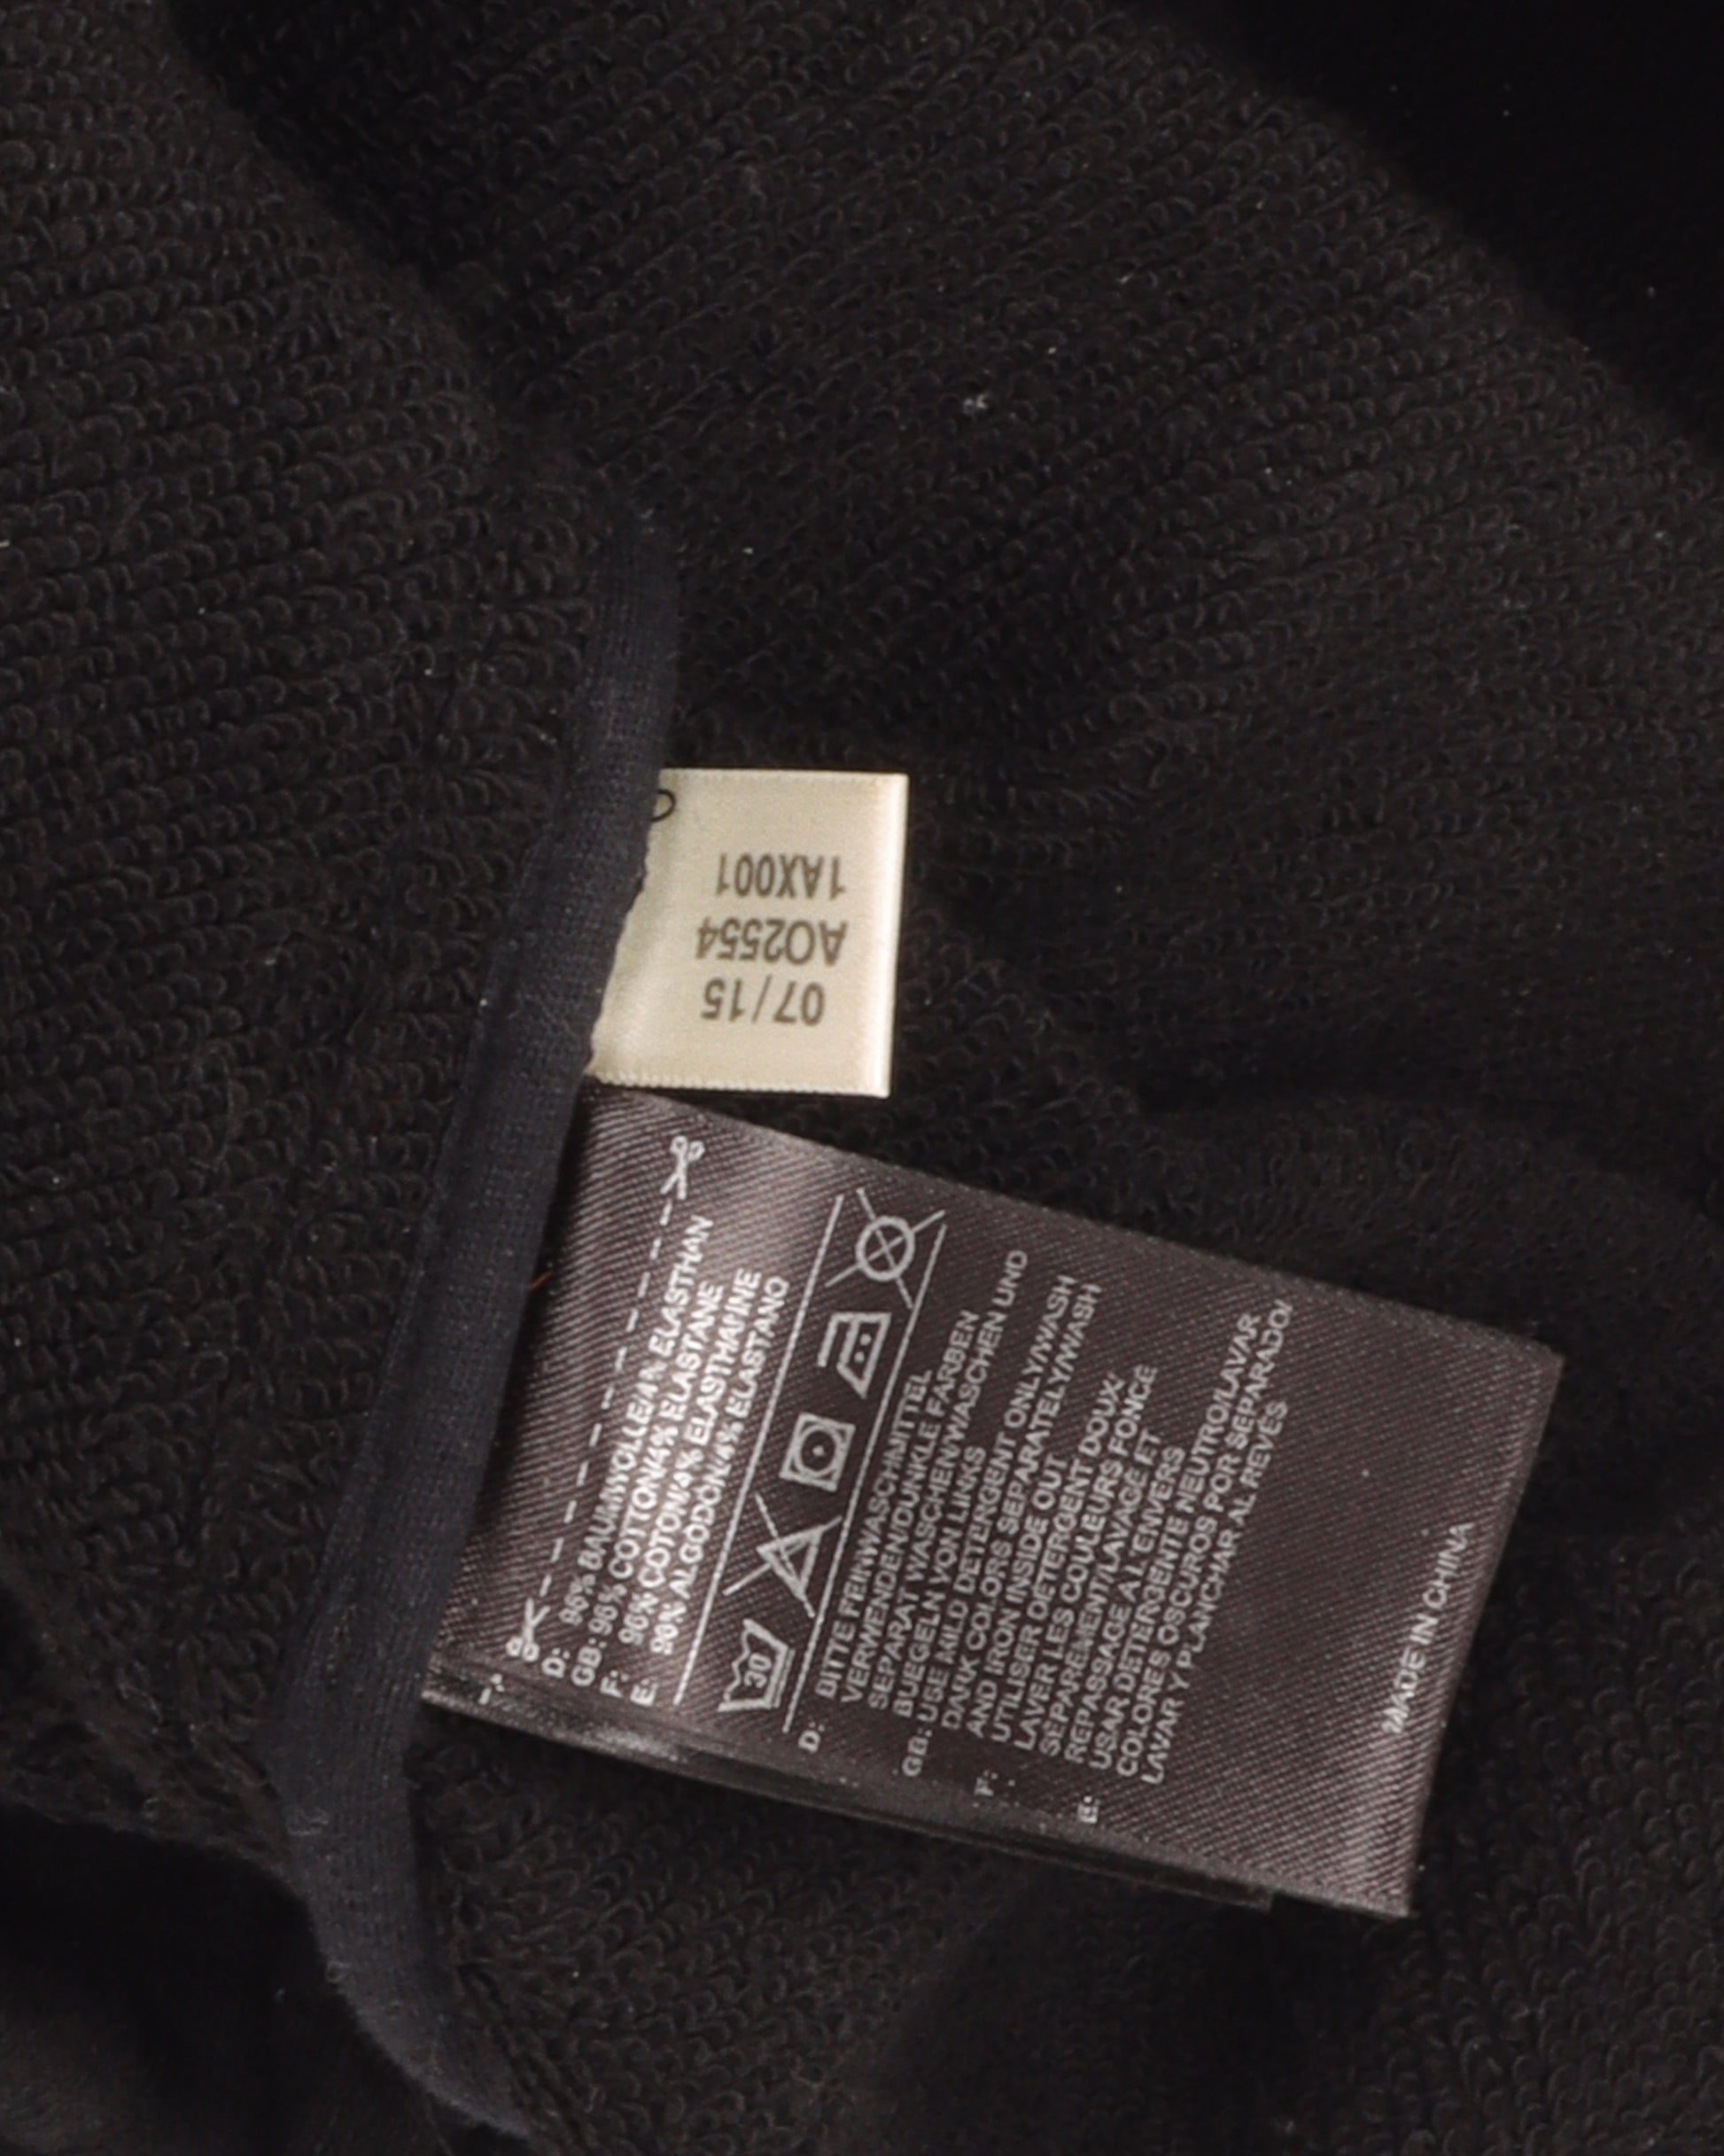 07/15
AO2554
1AX001
D: 96% BAUMWOLLE/4% ELASTHAN
GB: 96% COTTON/4% ELASTANE
F: 96% COTON/4% ELASTHANNE
E: 96% ALGODON/4% ELASTANO
30
D: BITTE FEINWASCHMITTEL
VERWENDEN/DUNKLE FARBEN
SEPARAT WASCHEN/WASCHEN UND
BUEGELN VON LINKS
GB: USE MILD DETERGENT ONLY/WASH
DARK COLORS SEPARATELY/WASH
AND IRON INSIDE OUT
F: UTILISER DETERGENT DOUX/
LAVER LES COULEURS FONCE
SEPAREMENT/LAVAGE ET
REPASSAGE A L'ENVERS
E: USAR DETERGENTE NEUTRO/LAVAR
COLORES OSCUROS POR SEPARADO/
LAVAR Y PLANCHAR AL REVÉS
MADE IN CHINA